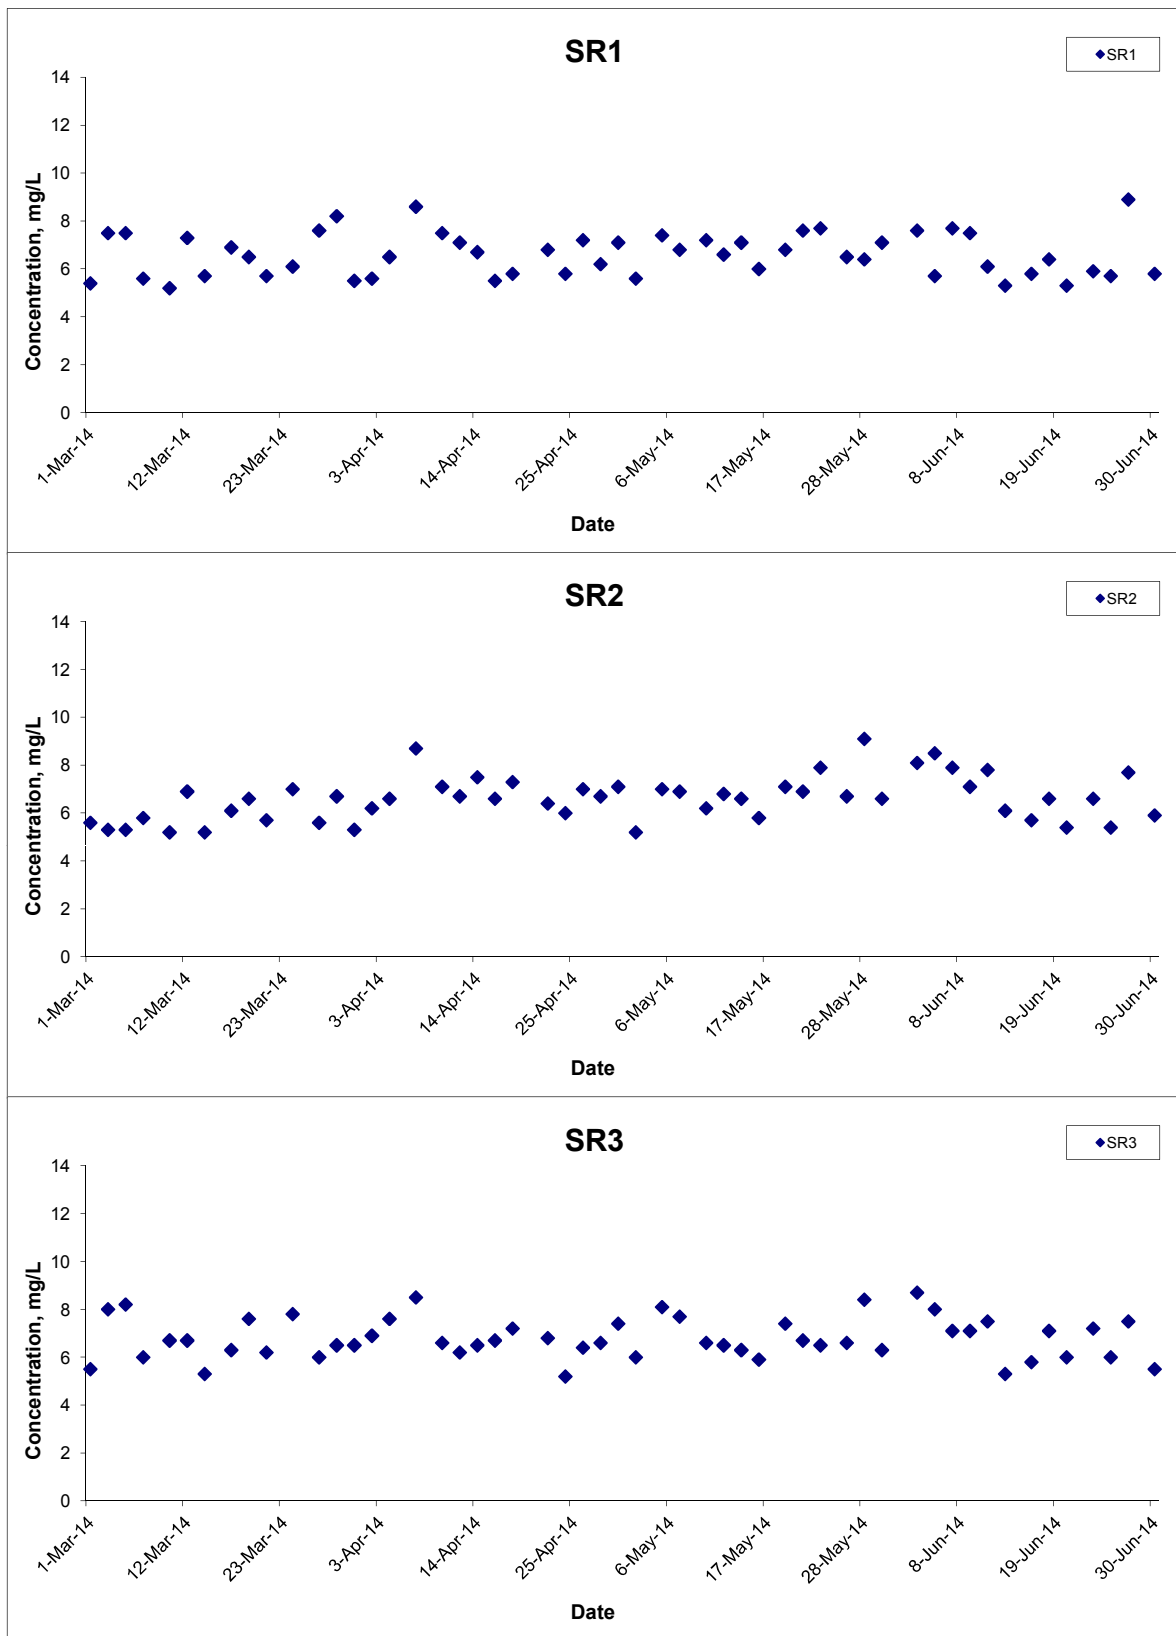 SR1
SR1
14
12
10
8
6
4
2
0
Concentration, mg/L
1-Mar-14
12-Mar-14
23-Mar-14
3-Apr-14
14-Apr-14
25-Apr-14
6-May-14
17-May-14
28-May-14
8-Jun-14
19-Jun-14
30-Jun-14
Date
SR2
SR2
14
12
10
8
6
4
2
0
Concentration, mg/L
1-Mar-14
12-Mar-14
23-Mar-14
3-Apr-14
14-Apr-14
25-Apr-14
6-May-14
17-May-14
28-May-14
8-Jun-14
19-Jun-14
30-Jun-14
Date
SR3
SR3
14
12
10
8
6
4
2
0
Concentration, mg/L
1-Mar-14
12-Mar-14
23-Mar-14
3-Apr-14
14-Apr-14
25-Apr-14
6-May-14
17-May-14
28-May-14
8-Jun-14
19-Jun-14
30-Jun-14
Date